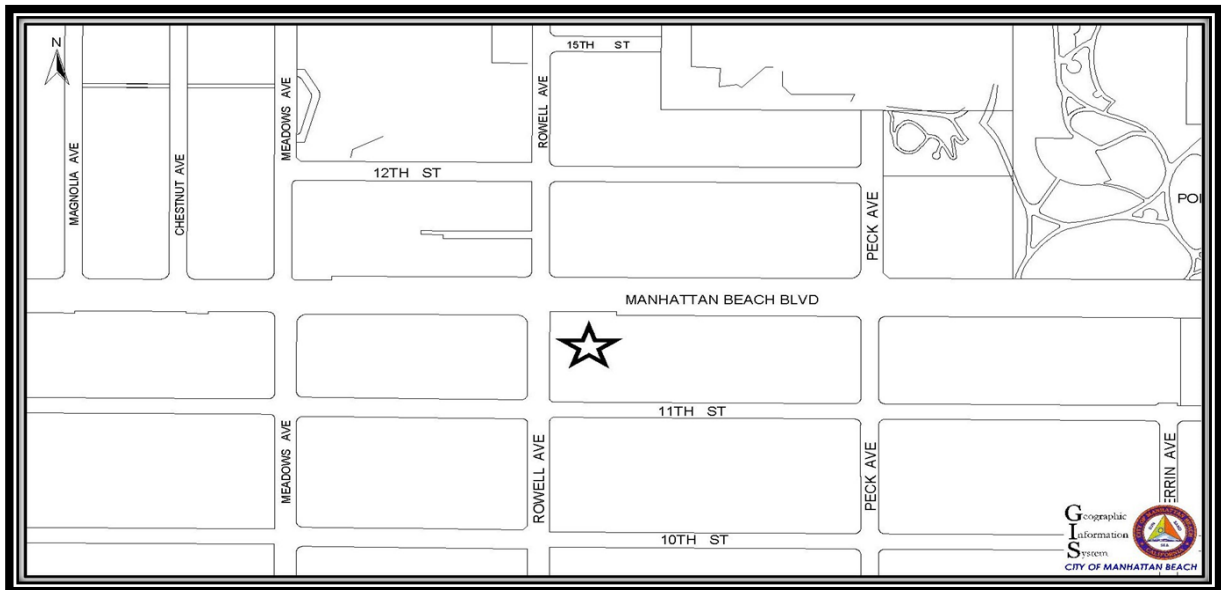 N
15TH ST
MEADOWS AVE
ROWELL AVE
MAGNOLIA AVE
CHESTNUT AVE
12TH ST
PECK AVE
MANHATTAN BEACH BLVD
11TH ST
MEADOWS AVE
ROWELL AVE
PECK AVE
10TH ST
Geographic
Information
System
CITY OF MANHATTAN BEACH